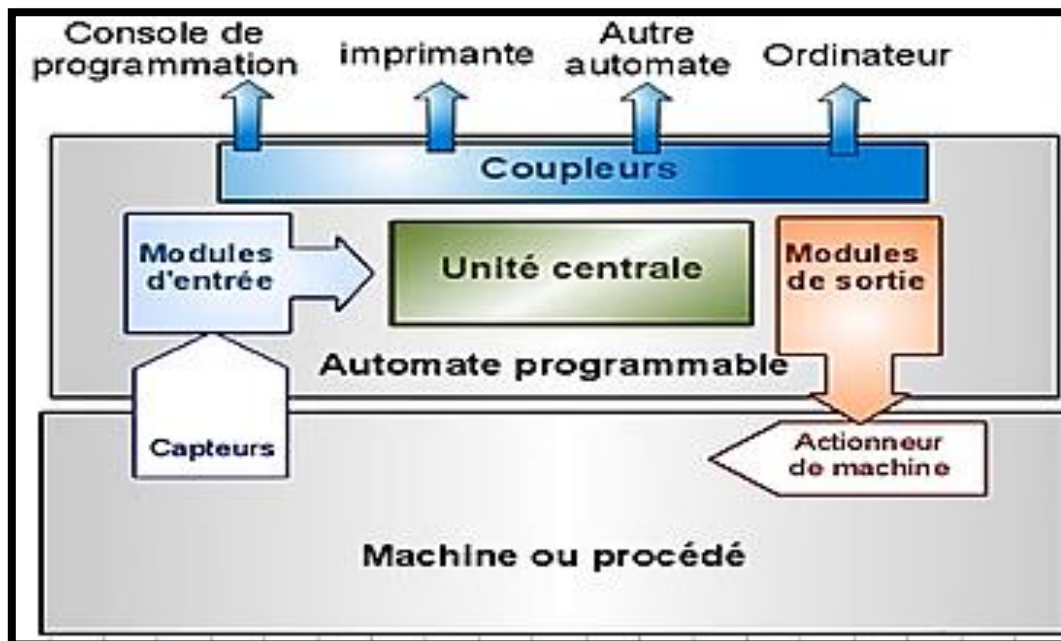 Console de
programmation
imprimante
Autre
automate
Ordinateur
Coupleurs
Modules
d'entrée
Unité centrale
Modules
de sortie
Automate programmable
Capteurs
Actionneur
de machine
Machine ou procédé